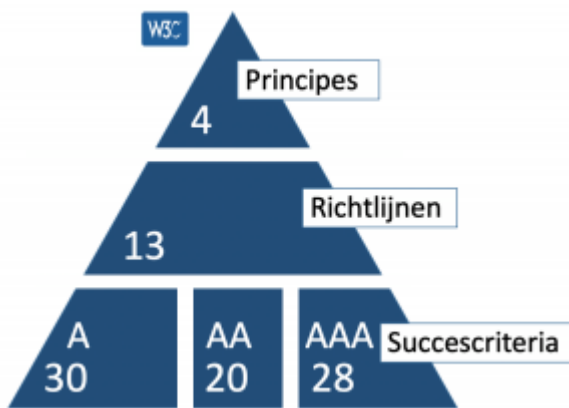 W3C
Principes
4
Richtlijnen
13
A
30
AA
20
AAA
28
Succescriteria